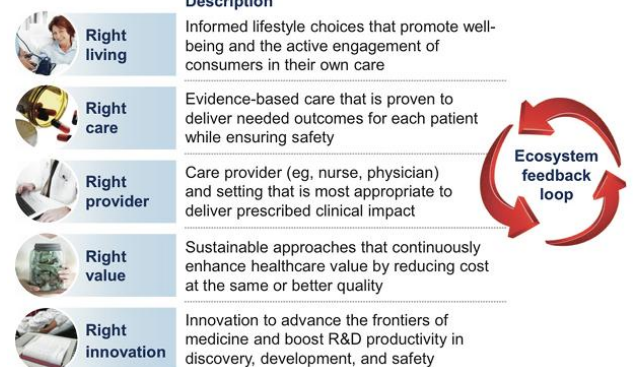 Description
Right
living
Informed lifestyle choices that promote well-
being and the active engagement of
consumers in their own care
Right
care
Evidence-based care that is proven to
deliver needed outcomes for each patient
while ensuring safety
Right
provider
Care provider (eg, nurse, physician)
and setting that is most appropriate to
deliver prescribed clinical impact
Right
value
Sustainable approaches that continuously
enhance healthcare value by reducing cost
at the same or better quality
Right
innovation
Innovation to advance the frontiers of
medicine and boost R&D productivity in
discovery, development, and safety
Ecosystem
feedback
loop